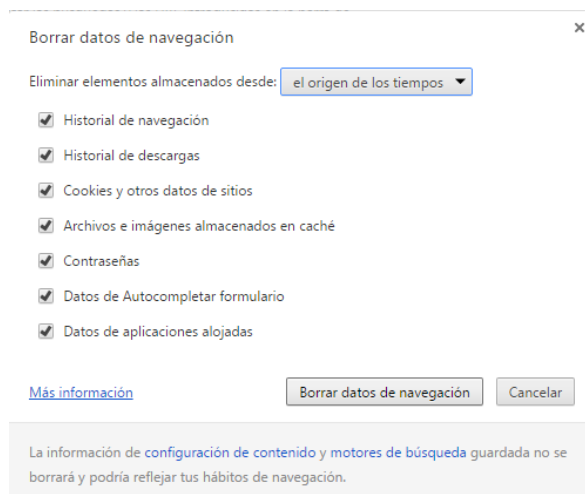 Borrar datos de navegación
Eliminar elementos almacenados desde: el origen de los tiempos
Historial de navegación
Historial de descargas
Cookies y otros datos de sitios
Archivos e imágenes almacenados en caché
Contraseñas
Datos de Autocompletar formulario
Datos de aplicaciones alojadas
Más información Borrar datos de navegación Cancelar
La información de configuración de contenido y motores de búsqueda guardada no se
borrará y podría reflejar tus hábitos de navegación.